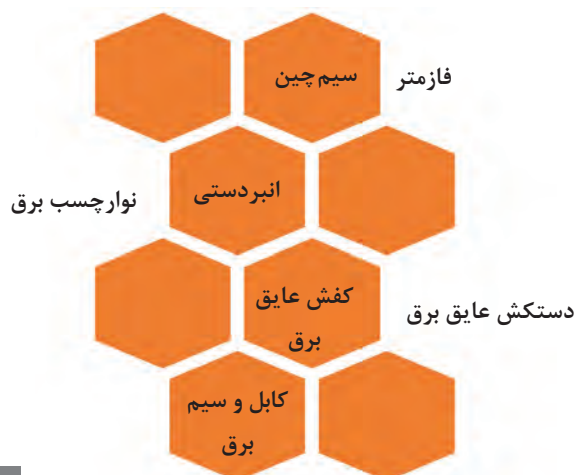 سیم‌چین
فازمتر
انبردستی
نوارچسب برق
کفش عایق
برق
دستکش عایق برق
کابل و سیم
برق